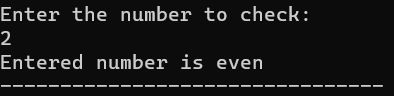 Enter the number to check:
2
Entered number is even
--------------------------------